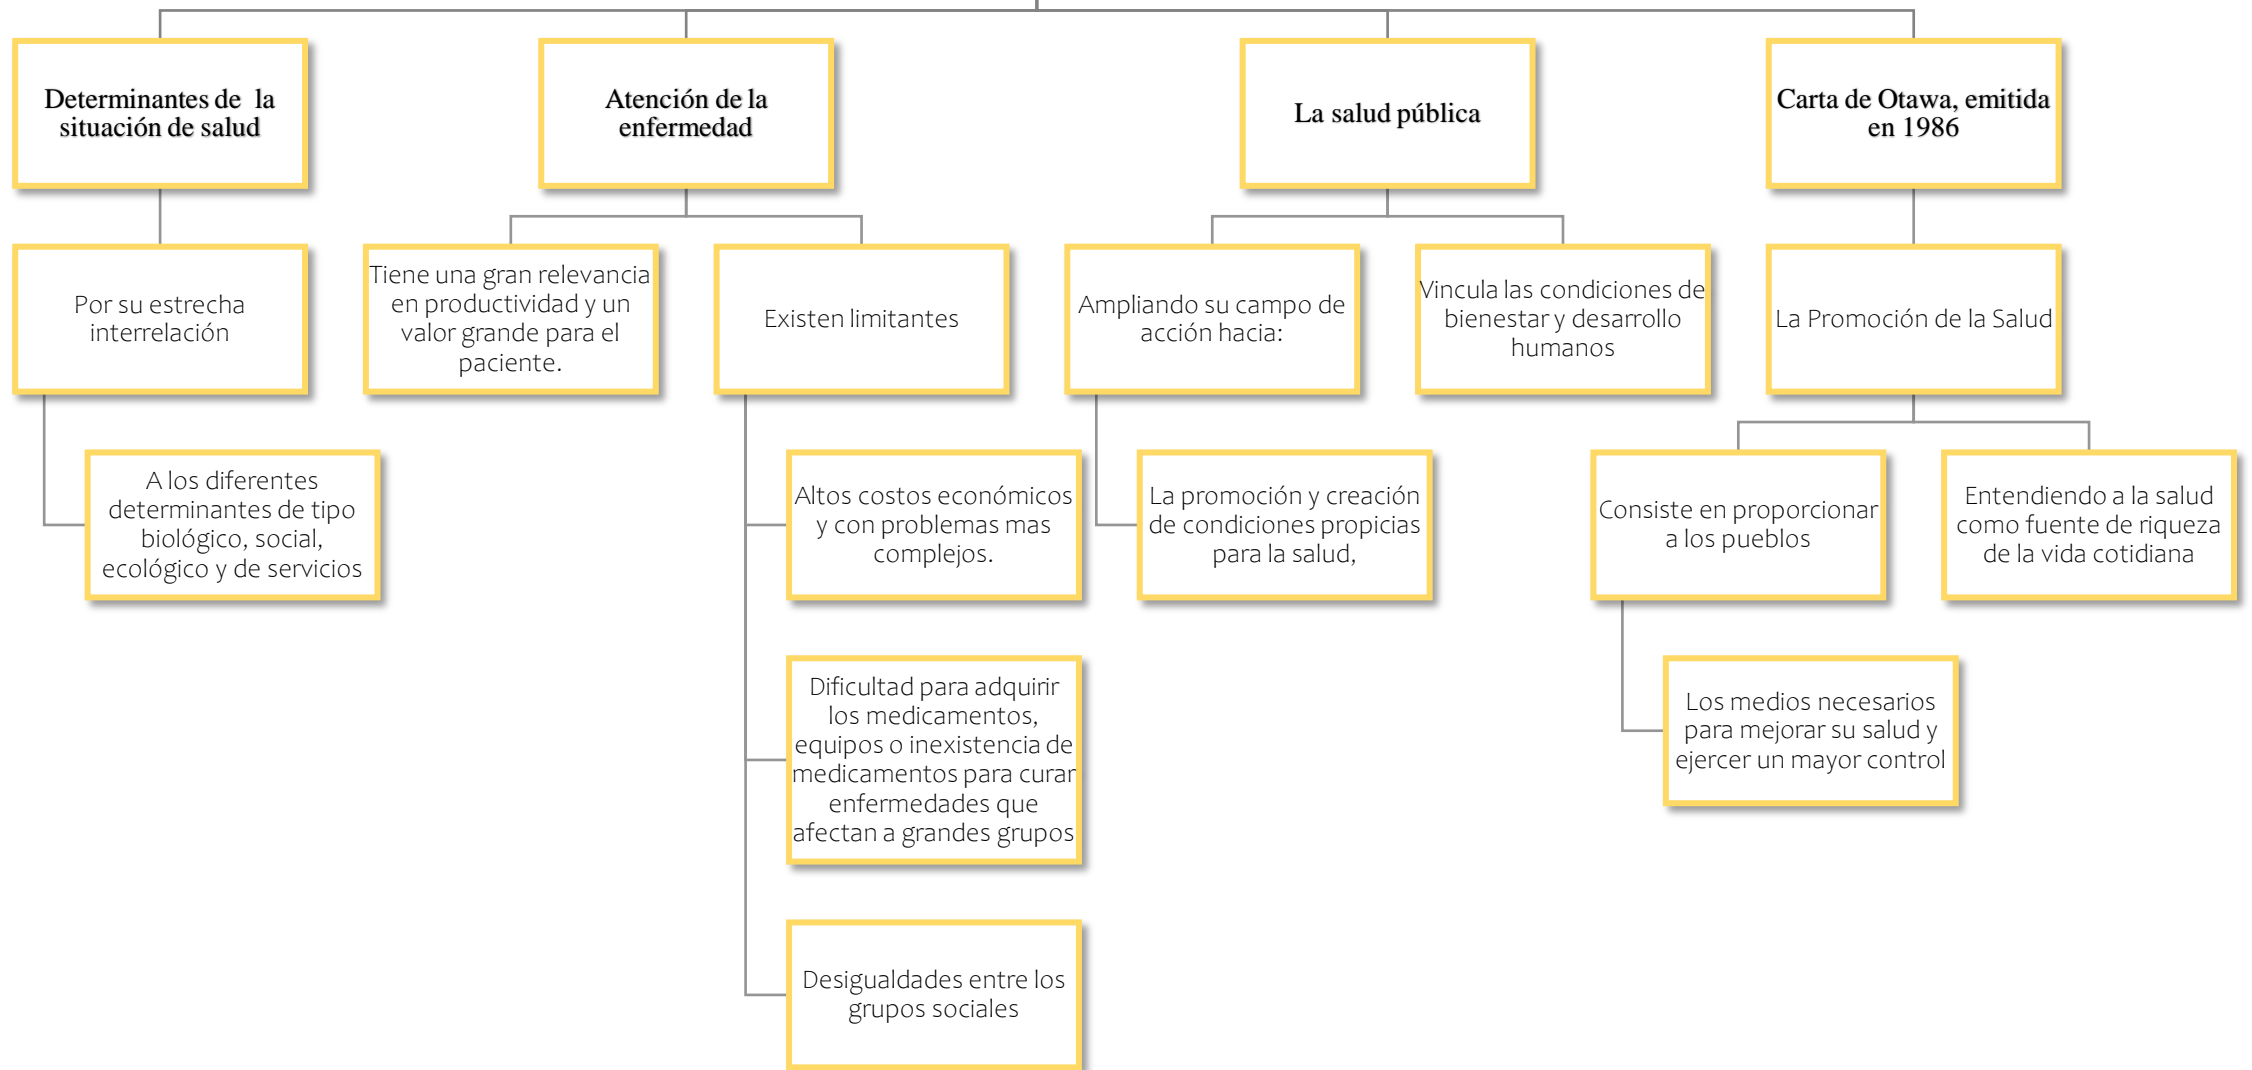 Determinantes de la
situación de salud
Atención de la
enfermedad
La salud pública
Carta de Otawa, emitida
en 1986
Por su estrecha
interrelación
Tiene una gran relevancia
en productividad y un
valor grande para el
paciente.
Existen limitantes
Ampliando su campo de
acción hacia:
Vincula las condiciones de
bienestar y desarrollo
humanos
La Promoción de la Salud
A los diferentes
determinantes de tipo
biológico, social,
ecológico y de servicios
Altos costos económicos
y con problemas mas
complejos.
La promoción y creación
de condiciones propicias
para la salud,
Consiste en proporcionar
a los pueblos
Entendiendo a la salud
como fuente de riqueza
de la vida cotidiana
Dificultad para adquirir
los medicamentos,
equipos o inexistencia de
medicamentos para curar
enfermedades que
afectan a grandes grupos
Los medios necesarios
para mejorar su salud y
ejercer un mayor control
Desigualdades entre los
grupos sociales